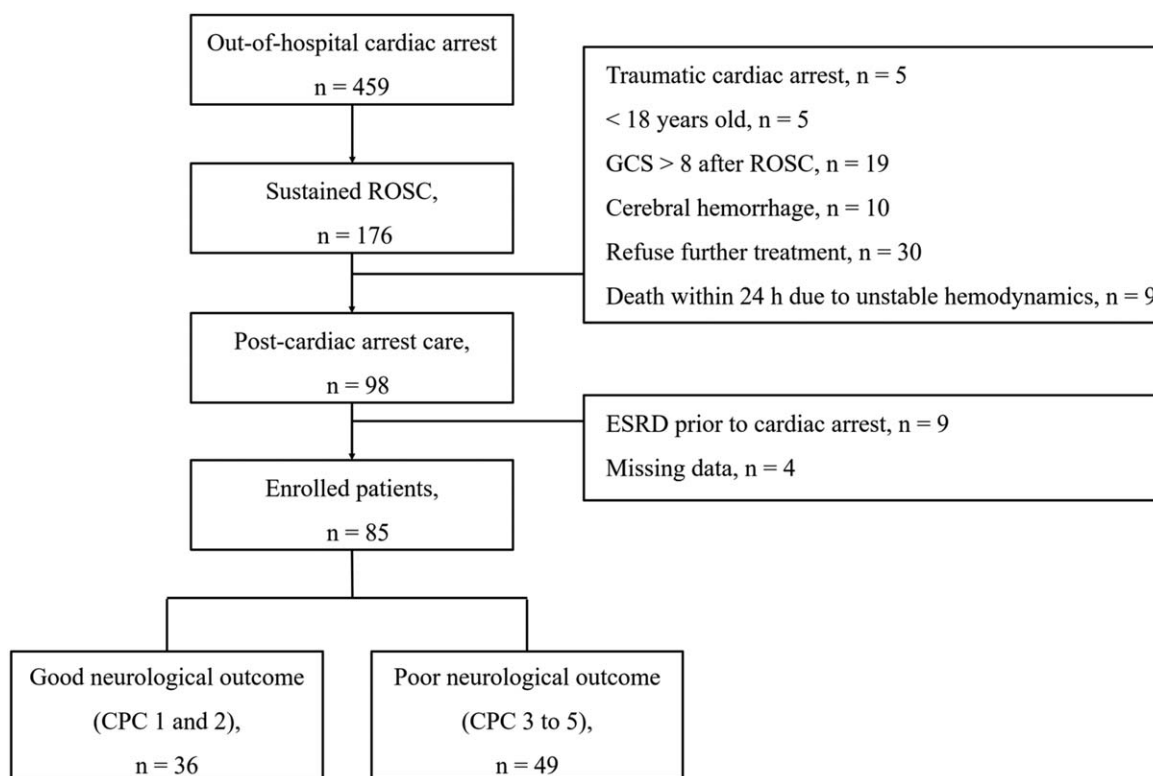 Out-of-hospital cardiac arrest
n = 459
Traumatic cardiac arrest, n = 5
< 18 years old, n = 5
GCS > 8 after ROSC, n = 19
Cerebral hemorrhage, n = 10
Refuse further treatment, n = 30
Death within 24 h due to unstable hemodynamics, n = 9
Sustained ROSC,
n = 176
Post-cardiac arrest care,
n = 98
ESRD prior to cardiac arrest, n = 9
Missing data, n = 4
Enrolled patients,
n = 85
Good neurological outcome
(CPC 1 and 2),
n = 36
Poor neurological outcome
(CPC 3 to 5),
n = 49